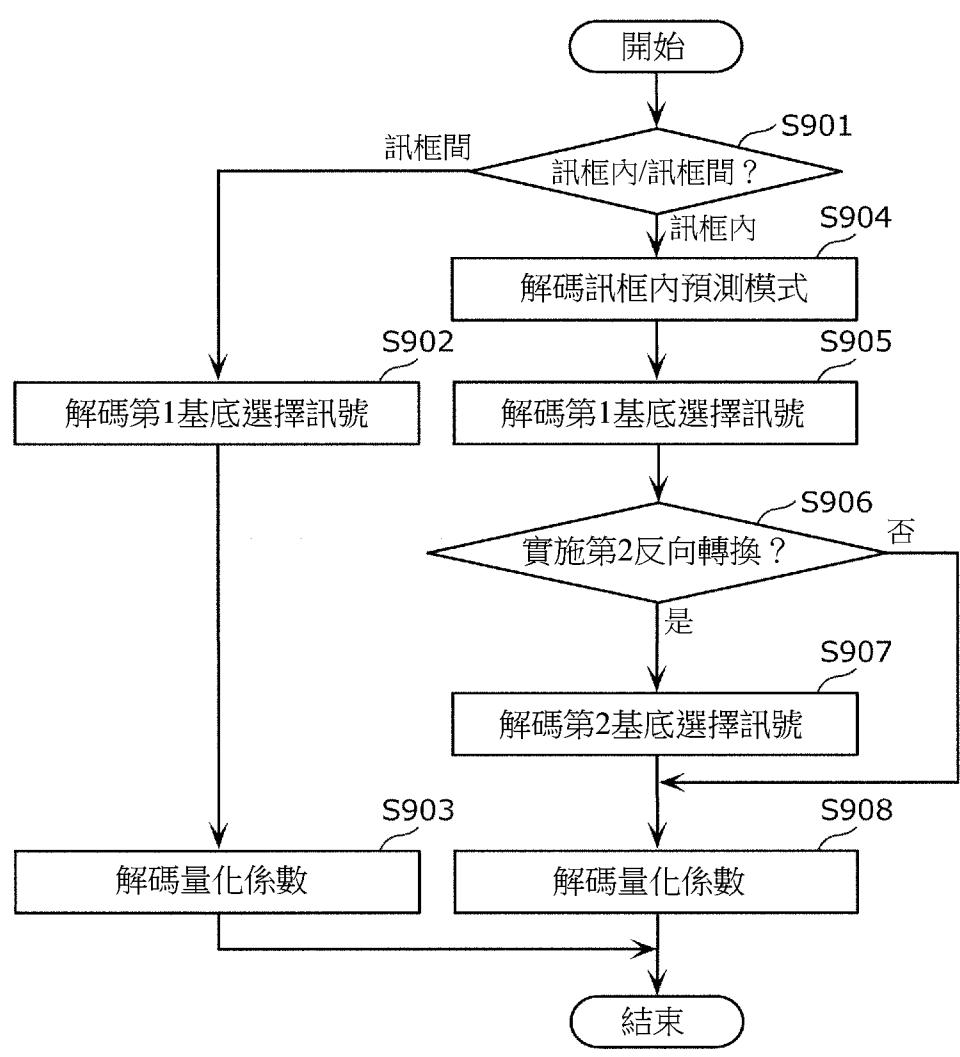 開始
S901
訊框間
訊框內/訊框間？
訊框內
S904
解碼訊框內預測模式
S902
S905
解碼第1基底選擇訊號
解碼第1基底選擇訊號
S906
否
實施第2反向轉換？
是
S907
解碼第2基底選擇訊號
S903
S908
解碼量化係數
解碼量化係數
結束